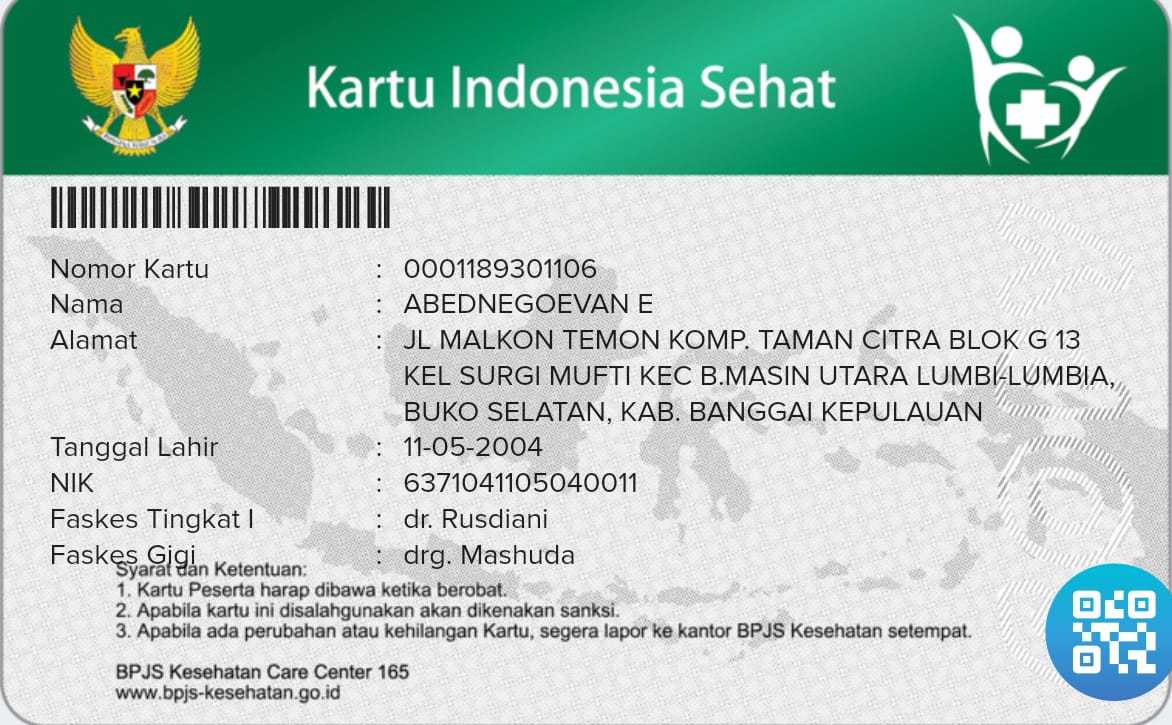 Kartu Indonesia Sehat
Nomor Kartu : 0001189301106
Nama : ABEDNEGOEVAN E
Alamat : JL MALKON TEMON KOMP. TAMAN CITRA BLOK G 13
KEL SURGI MUFTI KEC B.MASIN UTARA LUMBI-LUMBIA,
BUKO SELATAN, KAB. BANGGAI KEPULAUAN
Tanggal Lahir : 11-05-2004
NIK : 6371041105040011
Faskes Tingkat I : dr. Rusdiani
Faskes Gigi : drg. Mashuda
Syarat dan Ketentuan:
1. Kartu Peserta harap dibawa ketika berobat.
2. Apabila kartu ini disalahgunakan akan dikenakan sanksi.
3. Apabila ada perubahan atau kehilangan Kartu, segera lapor ke kantor BPJS Kesehatan setempat.
BPJS Kesehatan Care Center 165
www.bpjs-kesehatan.go.id